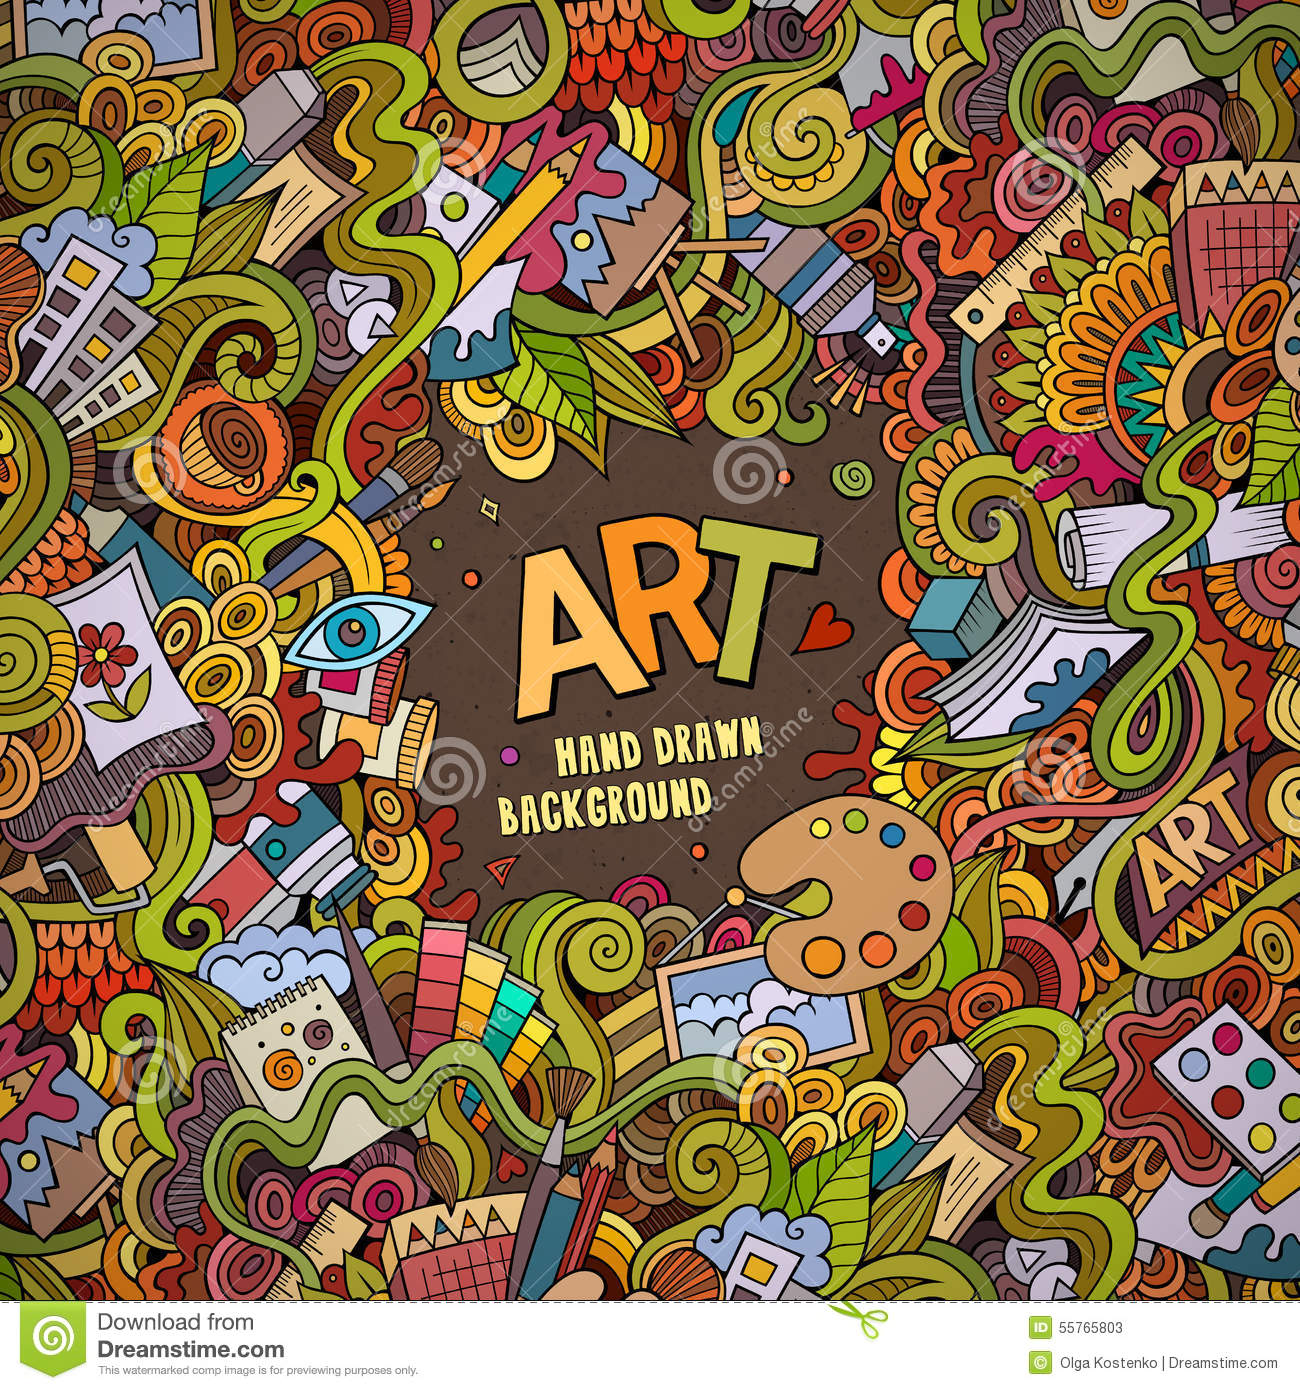 ART
HAND DRAWN
BACKGROUND
ART
Download from
Dreamstime.com
This watermarked comp image is for previewing purposes only.
ID 55765803
© Olga Kostenko | Dreamstime.com